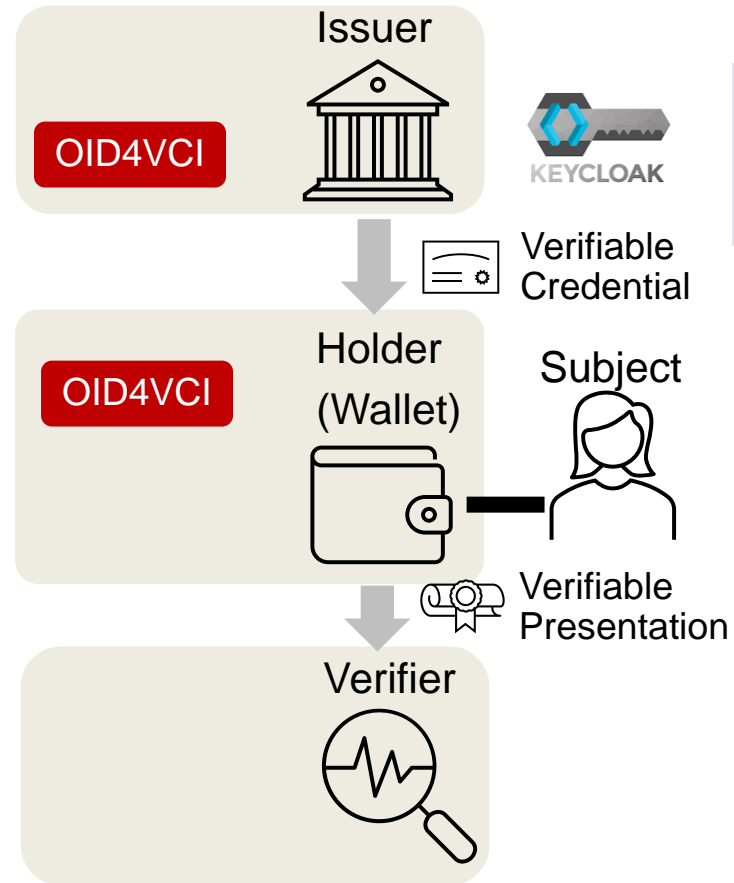 Issuer
OID4VCI
KEYCLOAK
Verifiable
Credential
Holder
(Wallet)
OID4VCI
Subject
Verifiable
Presentation
Verifier